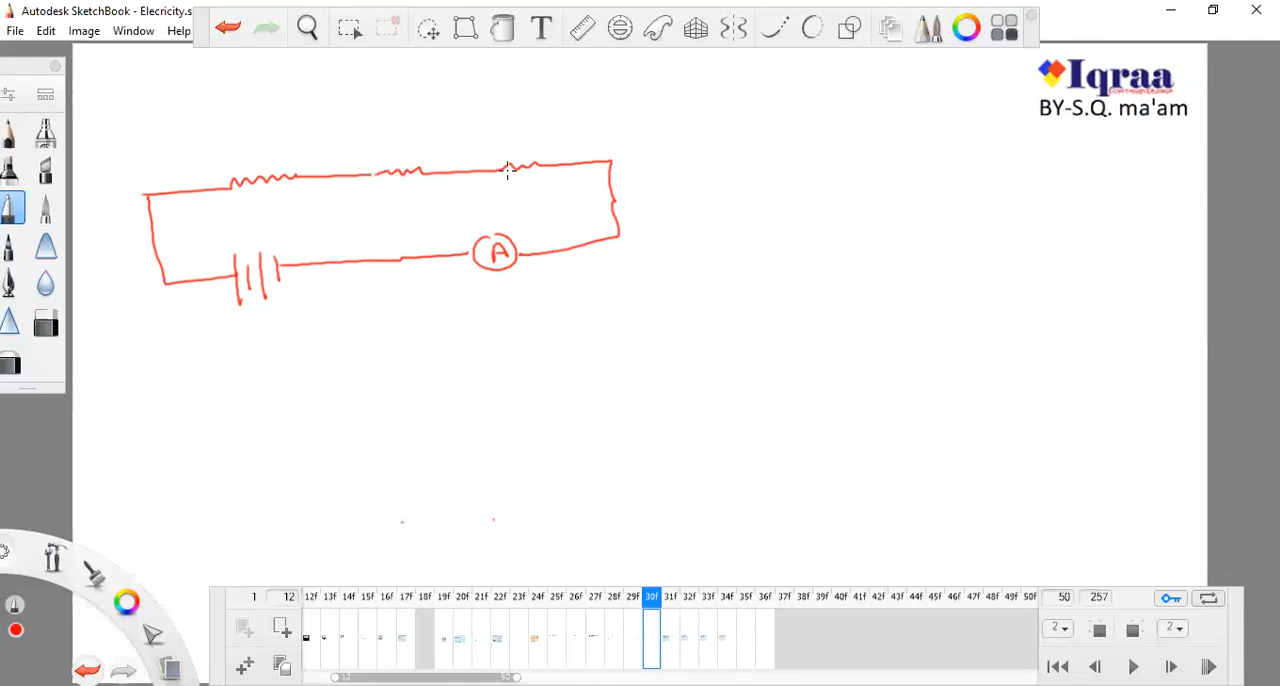 Autodesk SketchBook - Elecricity.s
File Edit Image Window Help
T
Iqraa
BY-S.Q. ma'am
A
1 12 12f 13f 14f 15f 16f 17f 18f 19f 20f 21f 22f 23f 24f 25f 26f 27f 28f 29f 30f 31f 32f 33f 34f 35f 36f 37f 38f 39f 40f 41f 42f 43f 44f 45f 46f 47f 48f 49f 50f 50 257
2 2
12 50